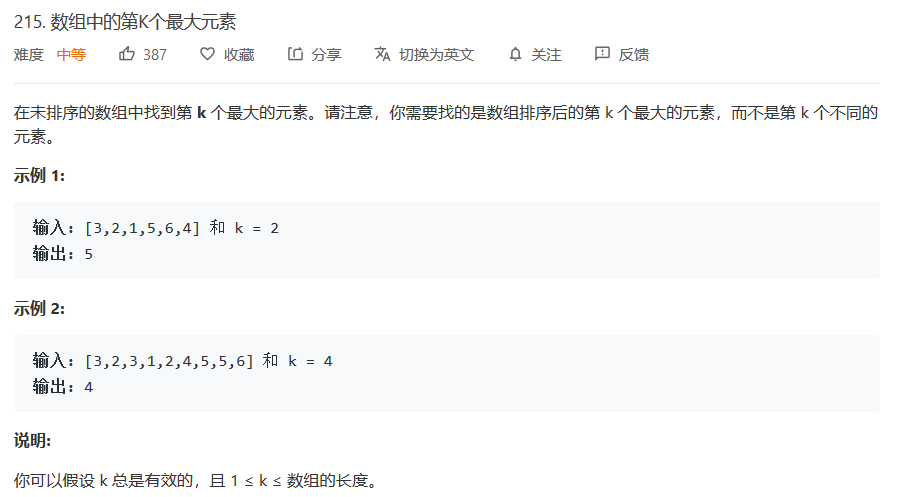 215. 数组中的第K个最大元素
难度 中等 387 收藏 分享 切换为英文 关注 反馈
在未排序的数组中找到第 k 个最大的元素。请注意，你需要找的是数组排序后的第 k 个最大的元素，而不是第 k 个不同的
元素。
示例 1:
输入: [3,2,1,5,6,4] 和 k = 2
输出: 5
示例 2:
输入: [3,2,3,1,2,4,5,5,6] 和 k = 4
输出: 4
说明:
你可以假设 k 总是有效的，且 1 ≤ k ≤ 数组的长度。